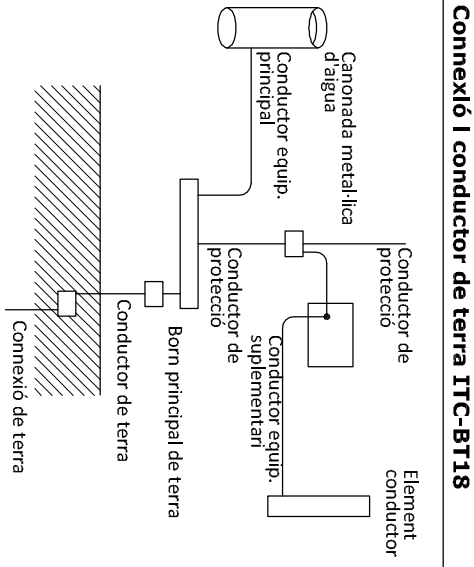 Connexló l conductor de terra ITC-BT18
Conductor de
protecció
Element
conductor
Canonada metal·lica
d'aigua
Conductor equip.
principal
Conductor equip.
suplementari
Conductor de
protecció
Born principal de terra
Conductor de terra
Connexió de terra